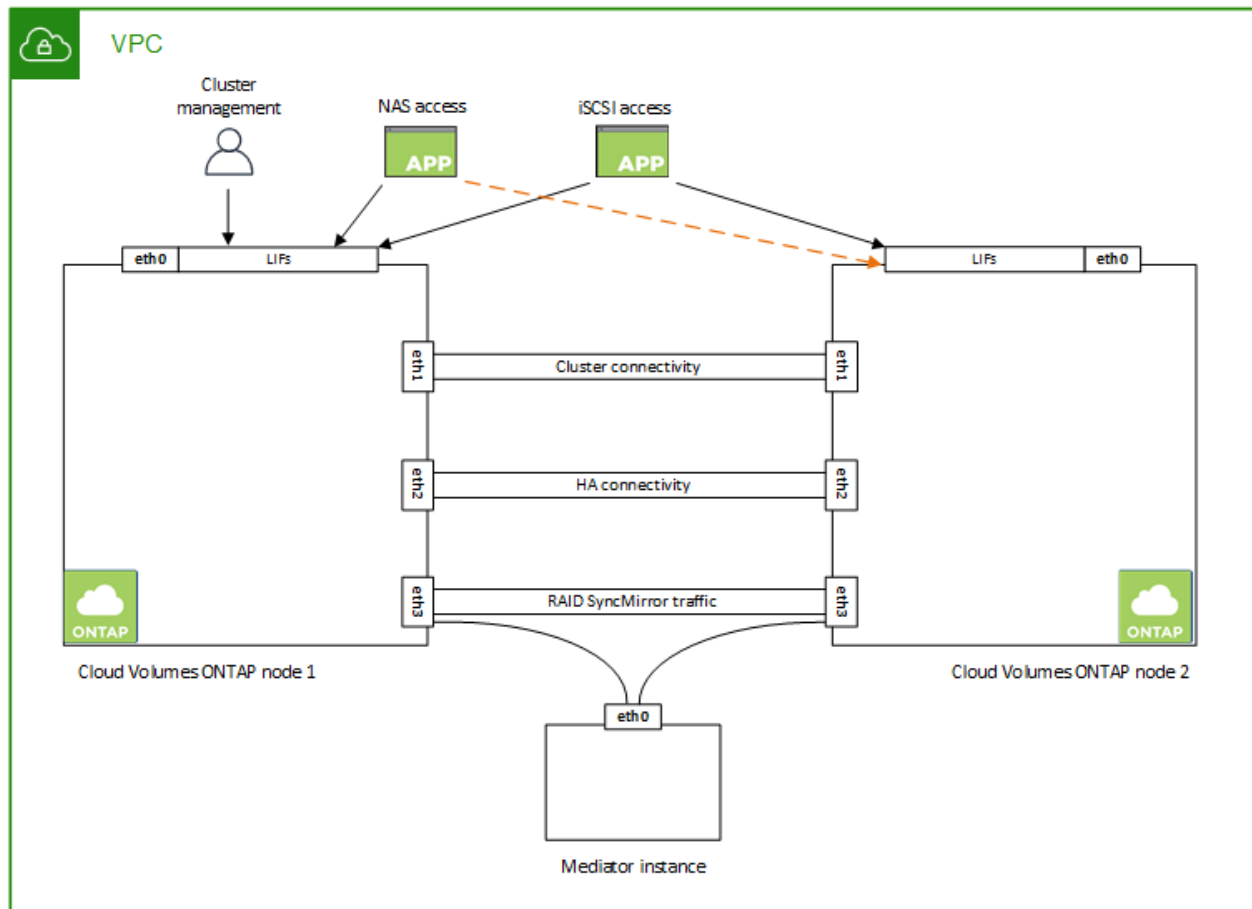 VPC
Cluster
management
NAS access
iSCSI access
APP
APP
eth0
LIFs
LIFs
eth0
eth1
Cluster connectivity
eth1
eth2
HA connectivity
eth2
eth3
RAID SyncMirror traffic
eth3
ONTAP
ONTAP
Cloud Volumes ONTAP node 1
Cloud Volumes ONTAP node 2
eth0
Mediator instance